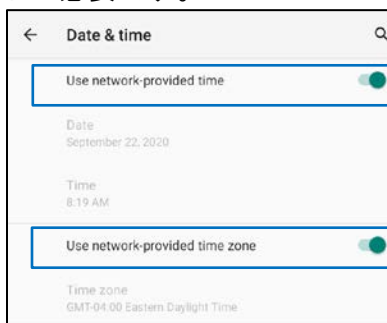 Date & time
Use network-provided time
Date
September 22, 2020
Time
8:19 AM
Use network-provided time zone
Time zone
GMT-04:00 Eastern Daylight Time